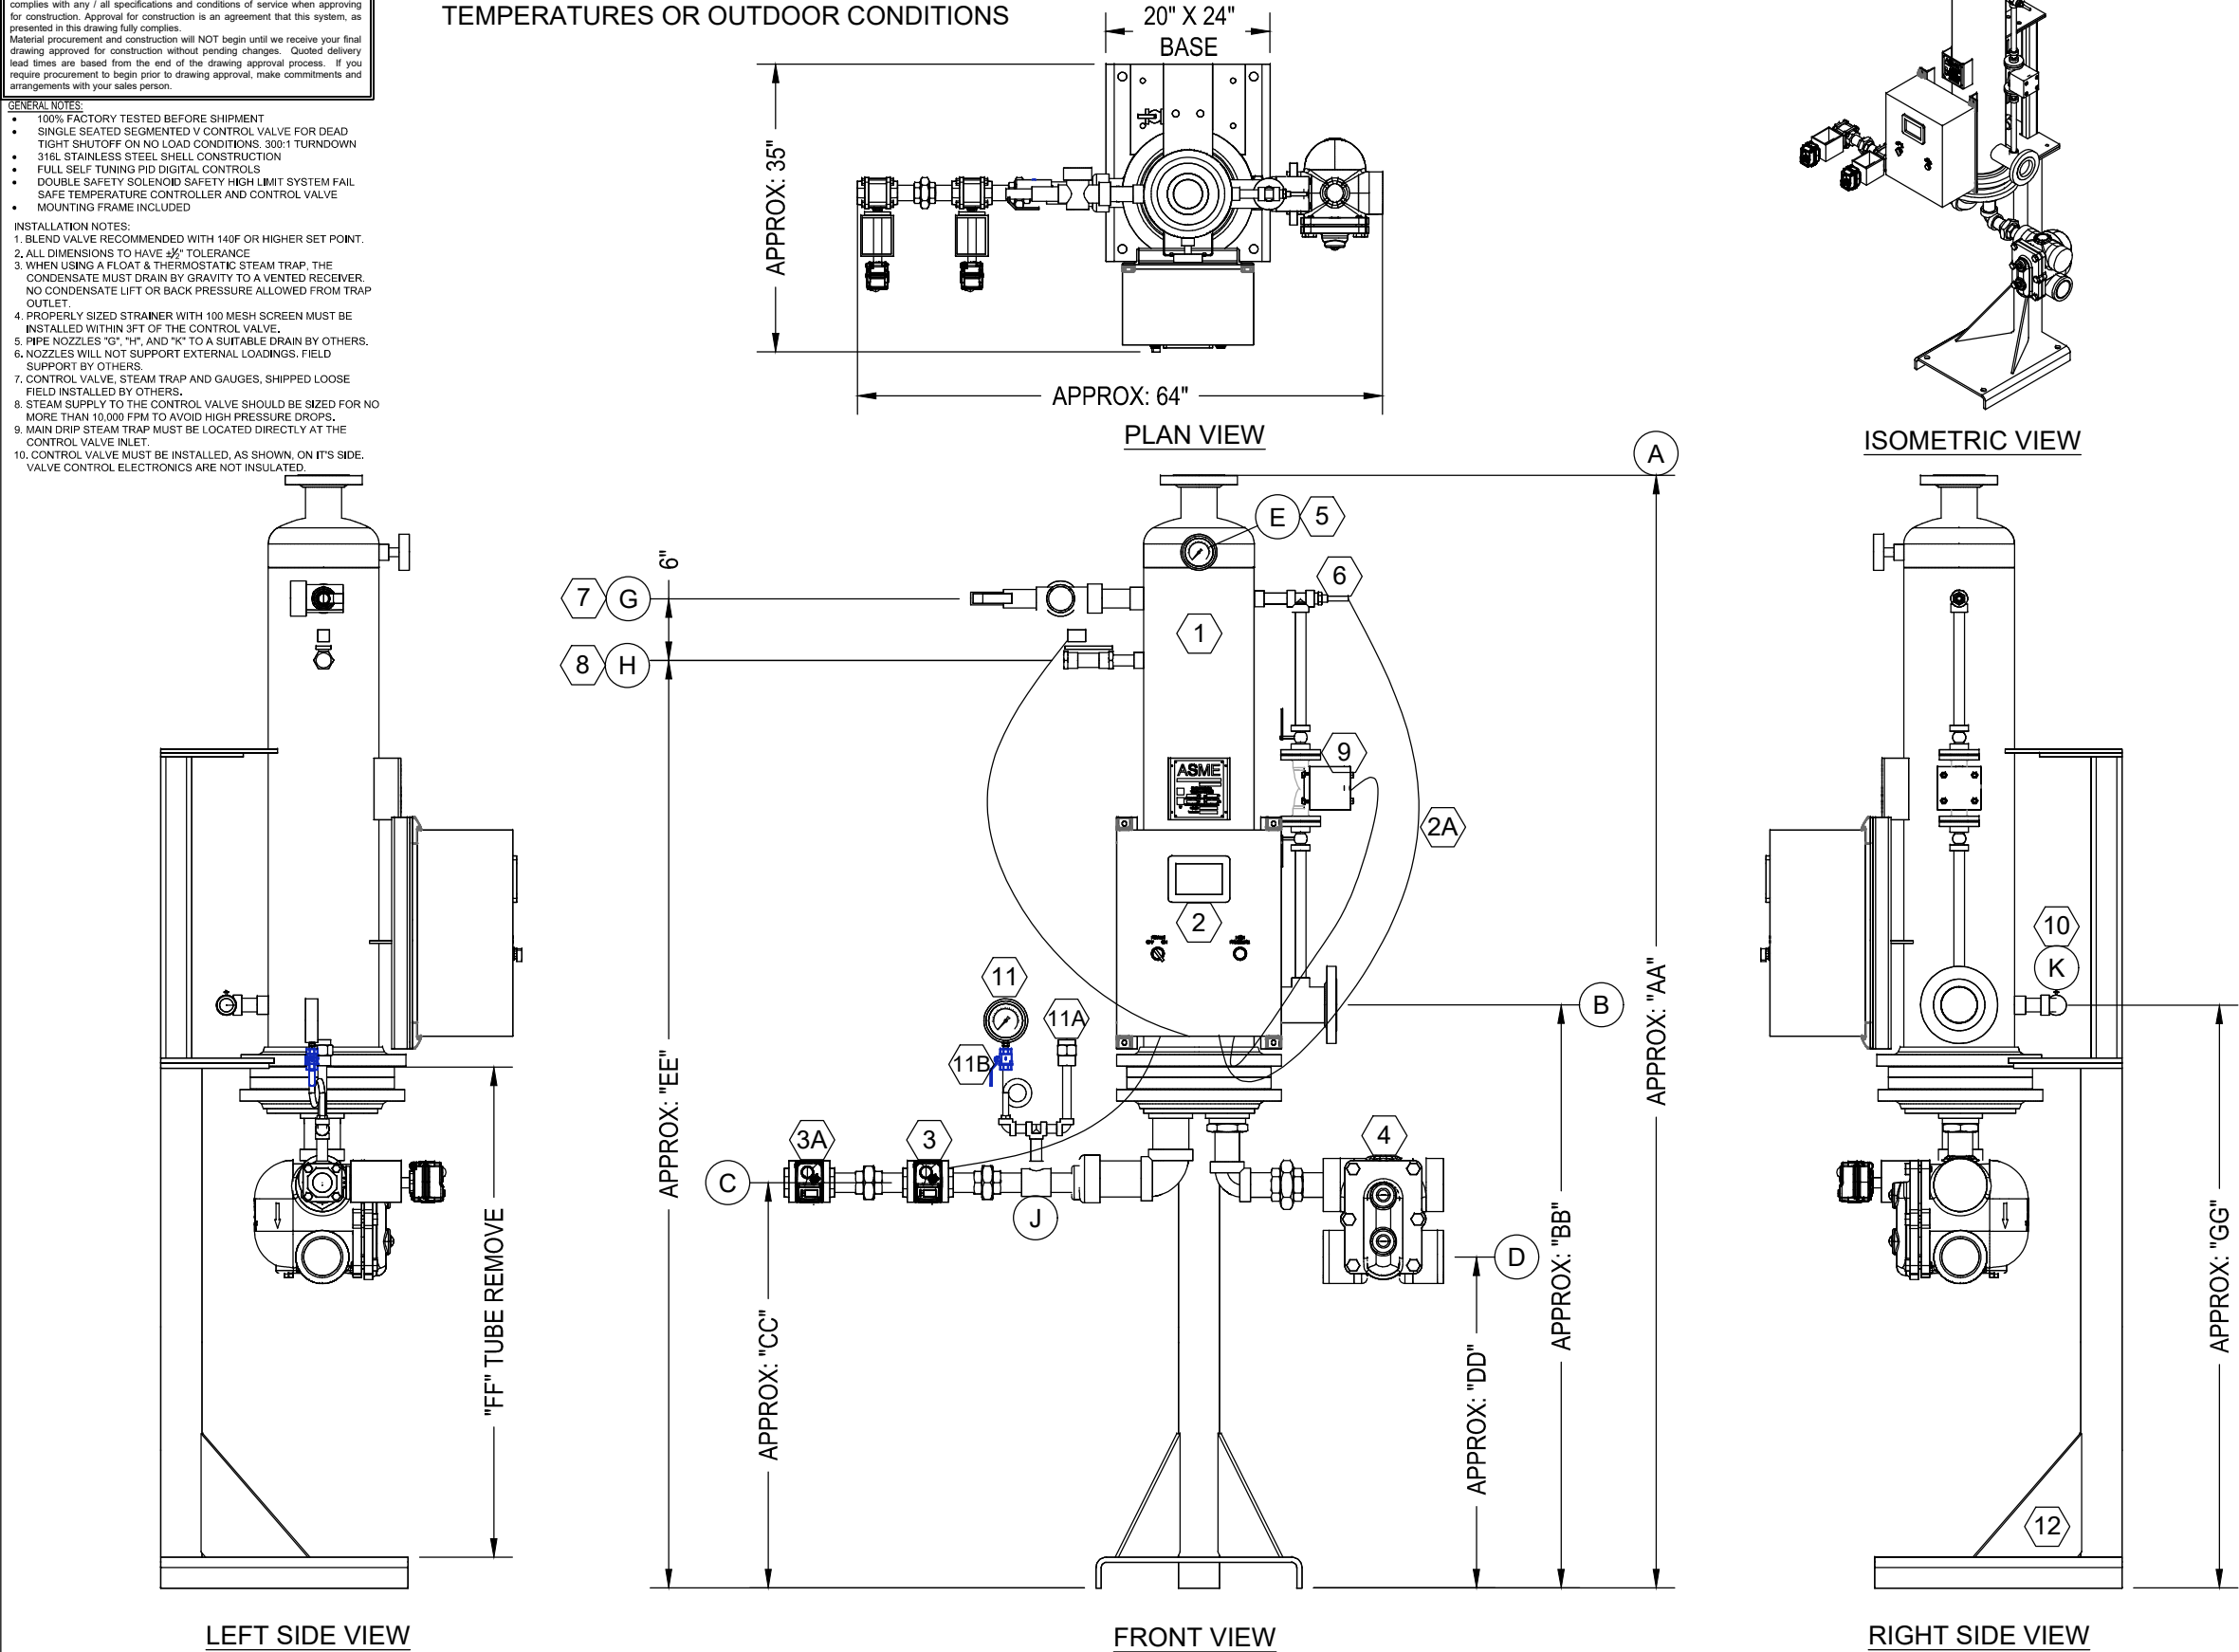 complies with any / all specifications and conditions of service when approving
for construction. Approval for construction is an agreement that this system, as
presented in this drawing fully complies.
Material procurement and construction will NOT begin until we receive your final
drawing approved for construction without pending changes. Quoted delivery
lead times are based from the end of the drawing approval process. If you
require procurement to begin prior to drawing approval, make commitments and
arrangements with your sales person.
TEMPERATURES OR OUTDOOR CONDITIONS
GENERAL NOTES:
• 100% FACTORY TESTED BEFORE SHIPMENT
• SINGLE SEATED SEGMENTED V CONTROL VALVE FOR DEAD
TIGHT SHUTOFF ON NO LOAD CONDITIONS. 300:1 TURNDOWN
• 316L STAINLESS STEEL SHELL CONSTRUCTION
• FULL SELF TUNING PID DIGITAL CONTROLS
• DOUBLE SAFETY SOLENOID SAFETY HIGH LIMIT SYSTEM FAIL
SAFE TEMPERATURE CONTROLLER AND CONTROL VALVE
• MOUNTING FRAME INCLUDED
INSTALLATION NOTES:
1. BLEND VALVE RECOMMENDED WITH 140F OR HIGHER SET POINT.
2. ALL DIMENSIONS TO HAVE ±½" TOLERANCE
3. WHEN USING A FLOAT & THERMOSTATIC STEAM TRAP, THE
CONDENSATE MUST DRAIN BY GRAVITY TO A VENTED RECEIVER.
NO CONDENSATE LIFT OR BACK PRESSURE ALLOWED FROM TRAP
OUTLET.
4. PROPERLY SIZED STRAINER WITH 100 MESH SCREEN MUST BE
INSTALLED WITHIN 3FT OF THE CONTROL VALVE.
5. PIPE NOZZLES "G", "H", AND "K" TO A SUITABLE DRAIN BY OTHERS.
6. NOZZLES WILL NOT SUPPORT EXTERNAL LOADINGS. FIELD
SUPPORT BY OTHERS.
7. CONTROL VALVE, STEAM TRAP AND GAUGES, SHIPPED LOOSE
FIELD INSTALLED BY OTHERS.
8. STEAM SUPPLY TO THE CONTROL VALVE SHOULD BE SIZED FOR NO
MORE THAN 10,000 FPM TO AVOID HIGH PRESSURE DROPS.
9. MAIN DRIP STEAM TRAP MUST BE LOCATED DIRECTLY AT THE
CONTROL VALVE INLET.
10. CONTROL VALVE MUST BE INSTALLED, AS SHOWN, ON IT'S SIDE.
VALVE CONTROL ELECTRONICS ARE NOT INSULATED.
20" X 24"
BASE
APPROX: 35"
APPROX: 64"
PLAN VIEW
ISOMETRIC VIEW
"FF" TUBE REMOVE
LEFT SIDE VIEW
A
E
5
6"
7
G
6
8
H
1
9
ASME
2A
2
11
11A
11B
B
3A
3
4
C
J
D
APPROX: "EE"
APPROX: "CC"
APPROX: "DD"
APPROX: "BB"
APPROX: "AA"
FRONT VIEW
10
K
APPROX: "GG"
12
RIGHT SIDE VIEW